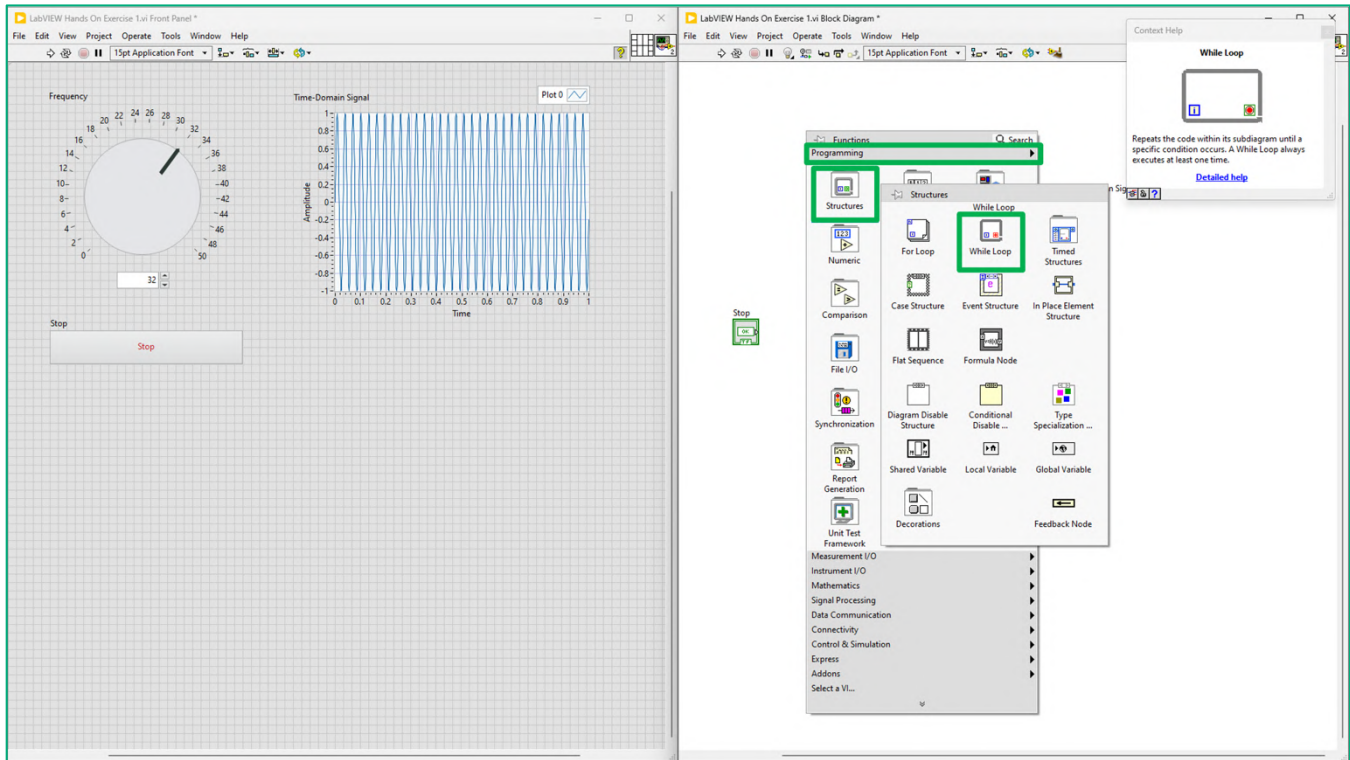 LabVIEW Hands On Exercise 1.vi Front Panel *
File Edit View Project Operate Tools Window Help
15pt Application Font
2
Frequency
0
2
4
6
8
10
12
14
16
18
20
22
24
26
28
30
32
34
36
38
40
42
44
46
48
50
32
Time-Domain Signal
Plot 0
Amplitude
1
0.8
0.6
0.4
0.2
0
-0.2
-0.4
-0.6
-0.8
-1
0 0.1 0.2 0.3 0.4 0.5 0.6 0.7 0.8 0.9 1
Time
Stop
Stop
LabVIEW Hands On Exercise 1.vi Block Diagram *
File Edit View Project Operate Tools Window Help
15pt Application Font
2
Stop
OK
TF
Functions
Search
Programming
Structures
Numeric
123
Comparison
File I/O
Synchronization
Report
Generation
Unit Test
Framework
Measurement I/O
Instrument I/O
Mathematics
Signal Processing
Data Communication
Connectivity
Control & Simulation
Express
Addons
Select a VI...
Structures
While Loop
For Loop
While Loop
Timed
Structures
Case Structure
Event Structure
In Place Element
Structure
Flat Sequence
Formula Node
Diagram Disable
Structure
Conditional
Disable ...
Type
Specialization ...
Shared Variable
Local Variable
Global Variable
Decorations
Feedback Node
Context Help
While Loop
i
Repeats the code within its subdiagram until a
specific condition occurs. A While Loop always
executes at least one time.
Detailed help
?